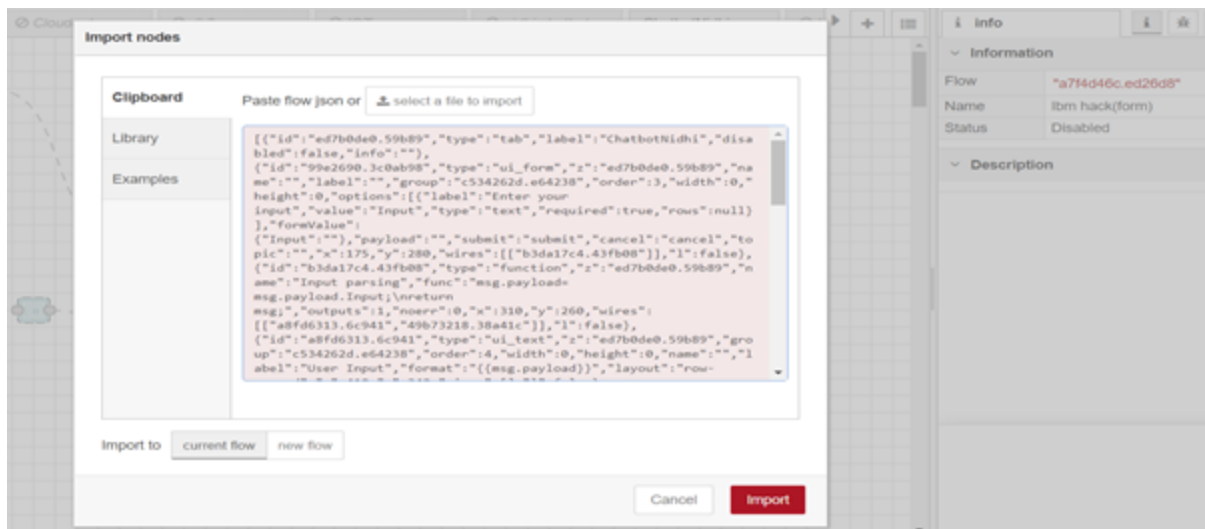 Cloud
info
Import nodes
Information
Flow "a7f4d46c.ed26d8"
Name Ibm hack(form)
Status Disabled
Description
Clipboard
Library
Examples
Paste flow json or select a file to import
[{"id":"ed7b0de0.59b89","type":"tab","label":"ChatbotNidhi","disa
bled":false,"info":""},
{"id":"99e2690.3c0ab98","type":"ui_form","z":"ed7b0de0.59b89","na
me":"","label":"","group":"c534262d.e64238","order":3,"width":0,"
height":0,"options":[{"label":"Enter your
input","value":"Input","type":"text","required":true,"rows":null}
],"formValue":
{"Input":""},"payload":"","submit":"submit","cancel":"cancel","to
pic":"","x":175,"y":280,"wires":[["b3da17c4.43fb08"]],"l":false},
{"id":"b3da17c4.43fb08","type":"function","z":"ed7b0de0.59b89","n
ame":"Input parsing","func":"msg.payload=
msg.payload.Input;\nreturn
msg;","outputs":1,"noerr":0,"x":310,"y":260,"wires":
[["a8fd6313.6c941","49b73218.38a41c"]],"l":false},
{"id":"a8fd6313.6c941","type":"ui_text","z":"ed7b0de0.59b89","gro
up":"c534262d.e64238","order":4,"width":0,"height":0,"name":"","l
abel":"User Input","format":"{{msg.payload}}","layout":"row-
Import to current flow new flow
Cancel Import